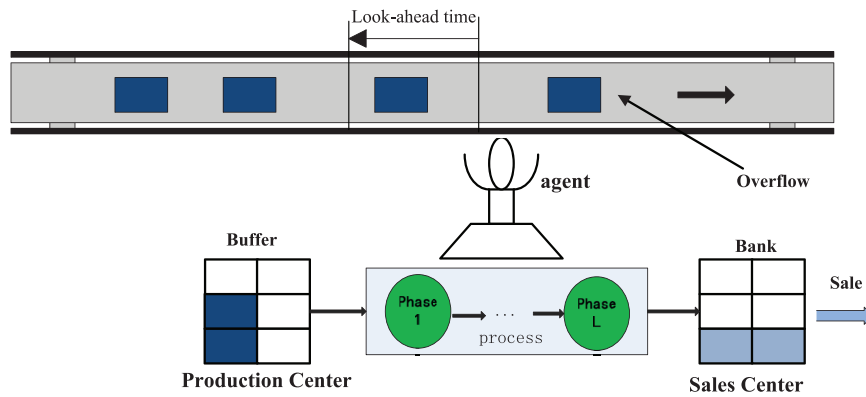 Look-ahead time
agent
Overflow
Buffer
Bank
Sale
Phase
1
...
Phase
L
process
Production Center
Sales Center